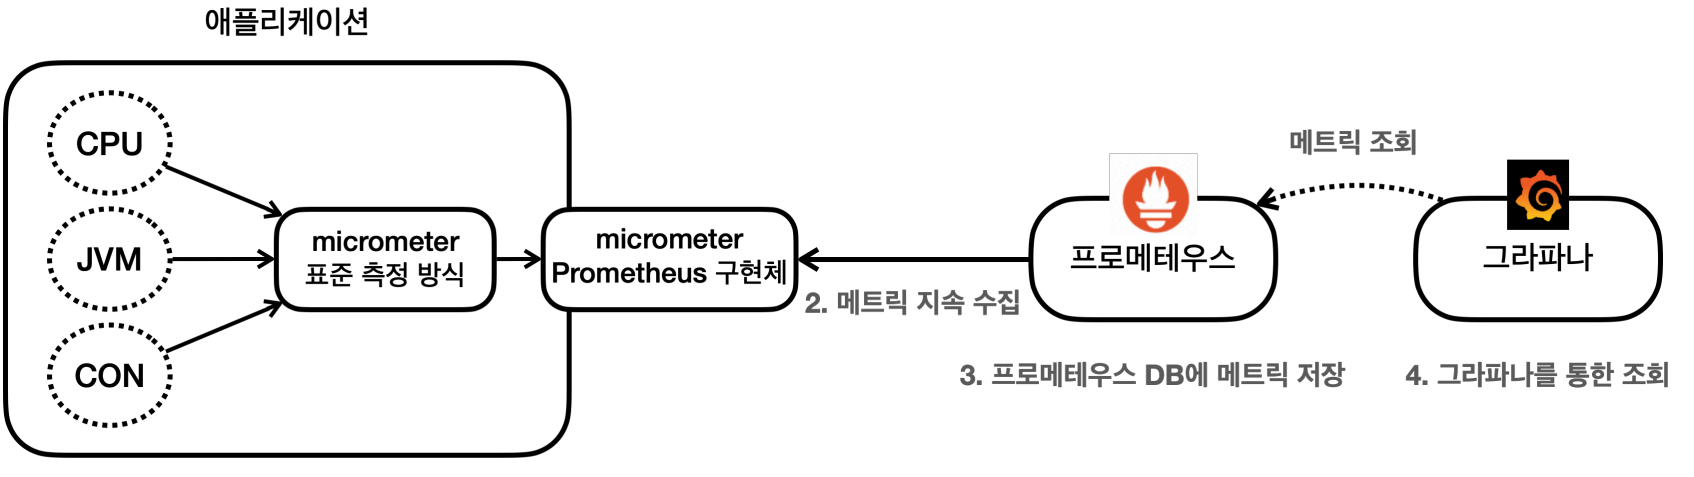 애플리케이션
CPU
JVM
CON
micrometer
표준 측정 방식
micrometer
Prometheus 구현체
2. 메트릭 지속 수집
프로메테우스
메트릭 조회
그라파나
3. 프로메테우스 DB에 메트릭 저장
4. 그라파나를 통한 조회